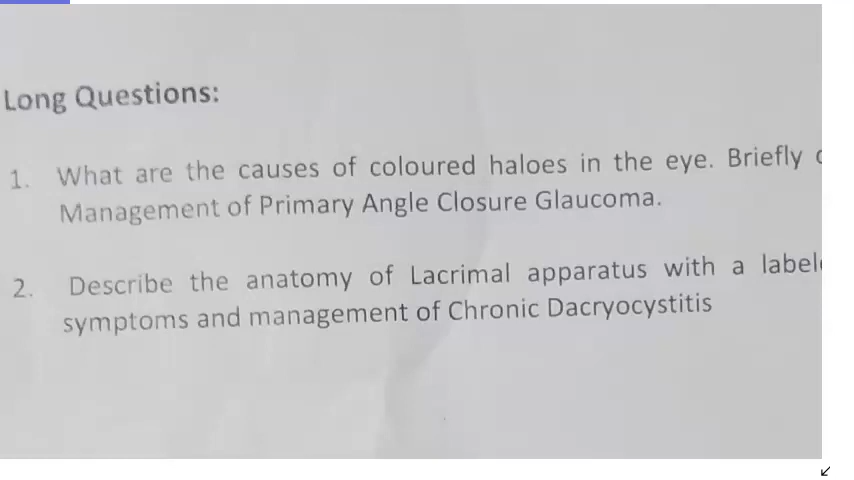 Long Questions:
1. What are the causes of coloured haloes in the eye. Briefly
Management of Primary Angle Closure Glaucoma.
2. Describe the anatomy of Lacrimal apparatus with a
symptoms and management of Chronic Dacryocystitis